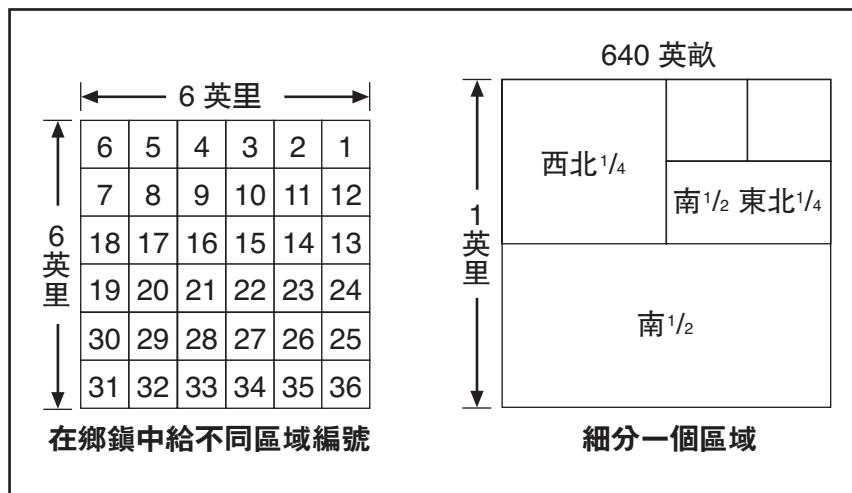 6 英里
6 英里
6 5 4 3 2 1
7 8 9 10 11 12
18 17 16 15 14 13
19 20 21 22 23 24
30 29 28 27 26 25
31 32 33 34 35 36
在鄉鎮中給不同區域編號
640 英畝
1 英里
西北1/4
南1/2 東北1/4
南1/2
細分一個區域